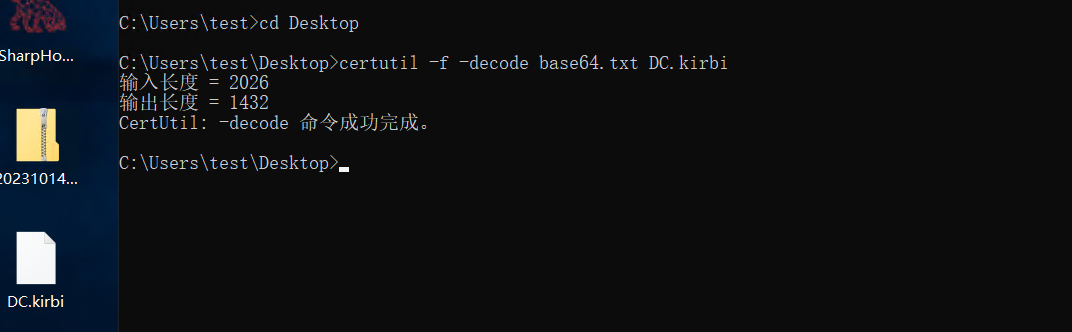 SharpHo...
20231014...
DC.kirbi
C:\Users\test>cd Desktop
C:\Users\test\Desktop>certutil -f -decode base64.txt DC.kirbi
输入长度 = 2026
输出长度 = 1432
CertUtil: -decode 命令成功完成。
C:\Users\test\Desktop>